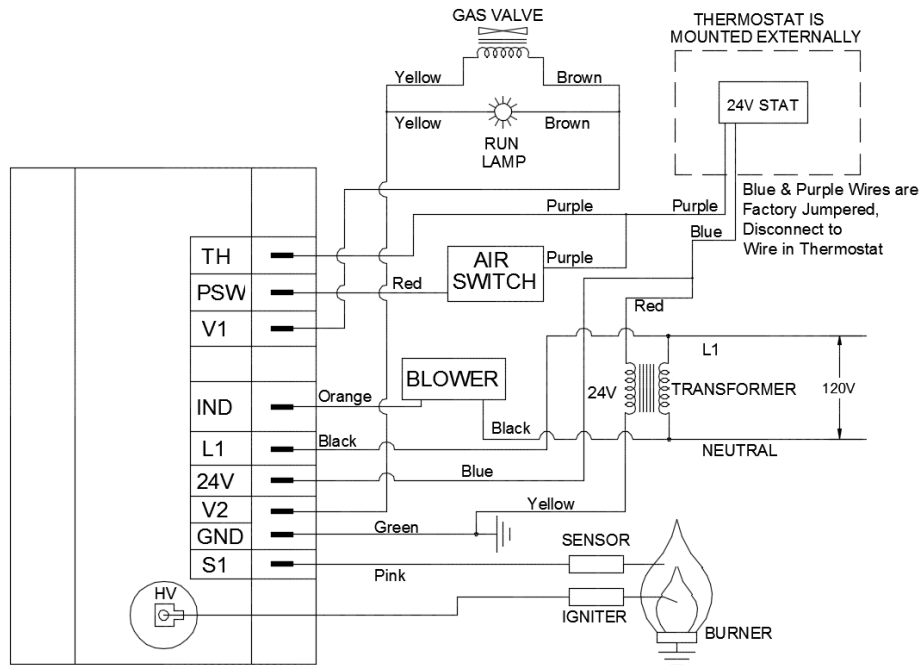 GAS VALVE
Yellow
Brown
Yellow
Brown
RUN
LAMP
THERMOSTAT IS
MOUNTED EXTERNALLY
24V STAT
Blue & Purple Wires are
Factory Jumpered,
Disconnect to
Wire in Thermostat
Purple
Purple
Blue
TH
PSW
V1
IND
L1
24V
V2
GND
S1
HV
Red
AIR
SWITCH
Purple
Red
BLOWER
Orange
Black
Black
24V
TRANSFORMER
L1
120V
NEUTRAL
Blue
Yellow
Green
Pink
SENSOR
IGNITER
BURNER